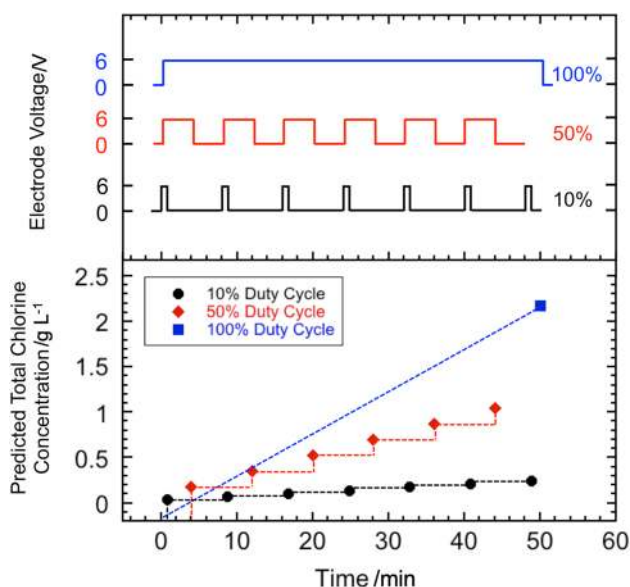 Electrode Voltage/V
6
0
100%
6
0
50%
6
0
10%
Predicted Total Chlorine
Concentration/g L⁻¹
2.5
2
1.5
1
0.5
0
10% Duty Cycle
50% Duty Cycle
100% Duty Cycle
0 10 20 30 40 50 60
Time /min